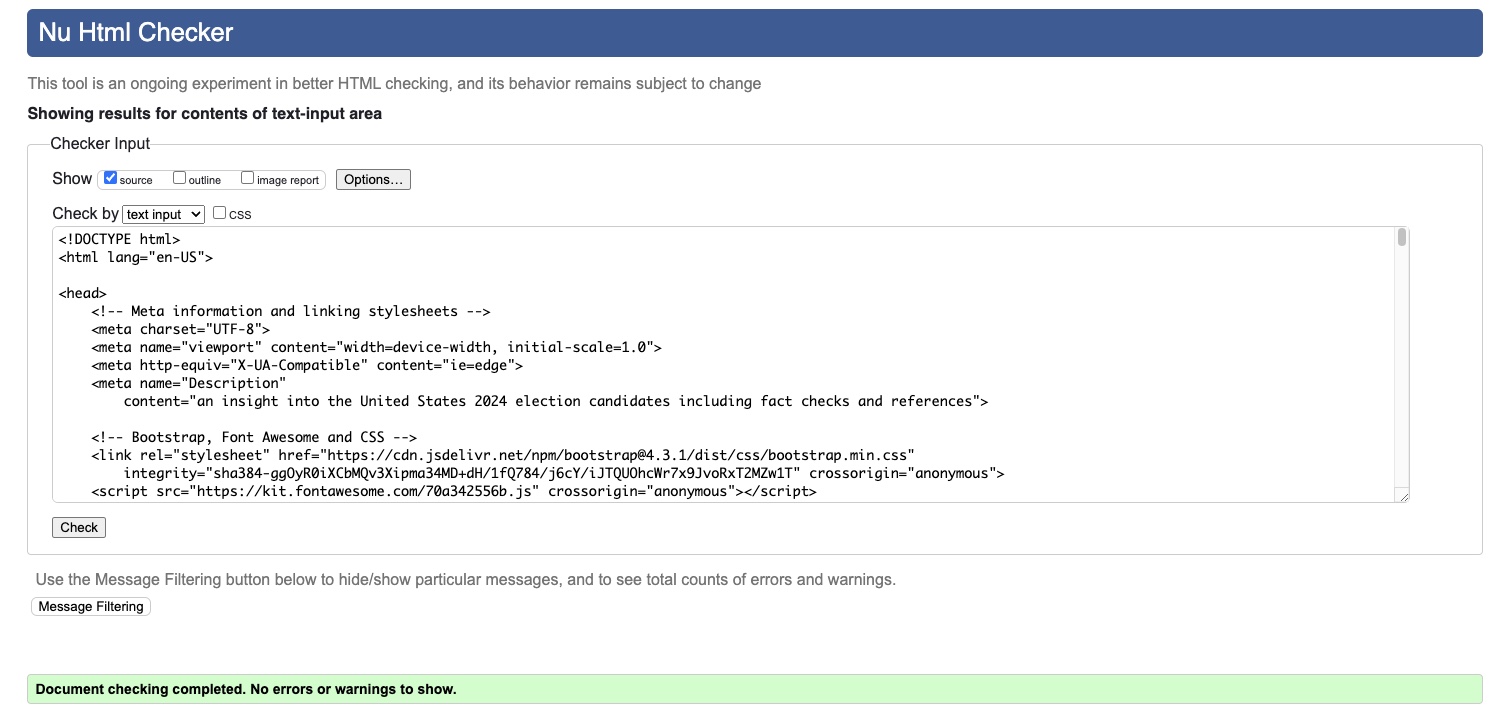 Nu Html Checker
This tool is an ongoing experiment in better HTML checking, and its behavior remains subject to change
Showing results for contents of text-input area
Checker Input
Show source outline image report Options...
Check by text input css
<!DOCTYPE html>
<html lang="en-US">
<head>
<!-- Meta information and linking stylesheets -->
<meta charset="UTF-8">
<meta name="viewport" content="width=device-width, initial-scale=1.0">
<meta http-equiv="X-UA-Compatible" content="ie=edge">
<meta name="Description"
content="an insight into the United States 2024 election candidates including fact checks and references">
<!-- Bootstrap, Font Awesome and CSS -->
<link rel="stylesheet" href="https://cdn.jsdelivr.net/npm/bootstrap@4.3.1/dist/css/bootstrap.min.css"
integrity="sha384-ggOyR0iXCbMQv3Xipma34MD+dH/1fQ784/j6cY/iJTQUOhcWr7x9JvoRxT2MZw1T" crossorigin="anonymous">
<script src="https://kit.fontawesome.com/70a342556b.js" crossorigin="anonymous"></script>
Check
Use the Message Filtering button below to hide/show particular messages, and to see total counts of errors and warnings.
Message Filtering
Document checking completed. No errors or warnings to show.